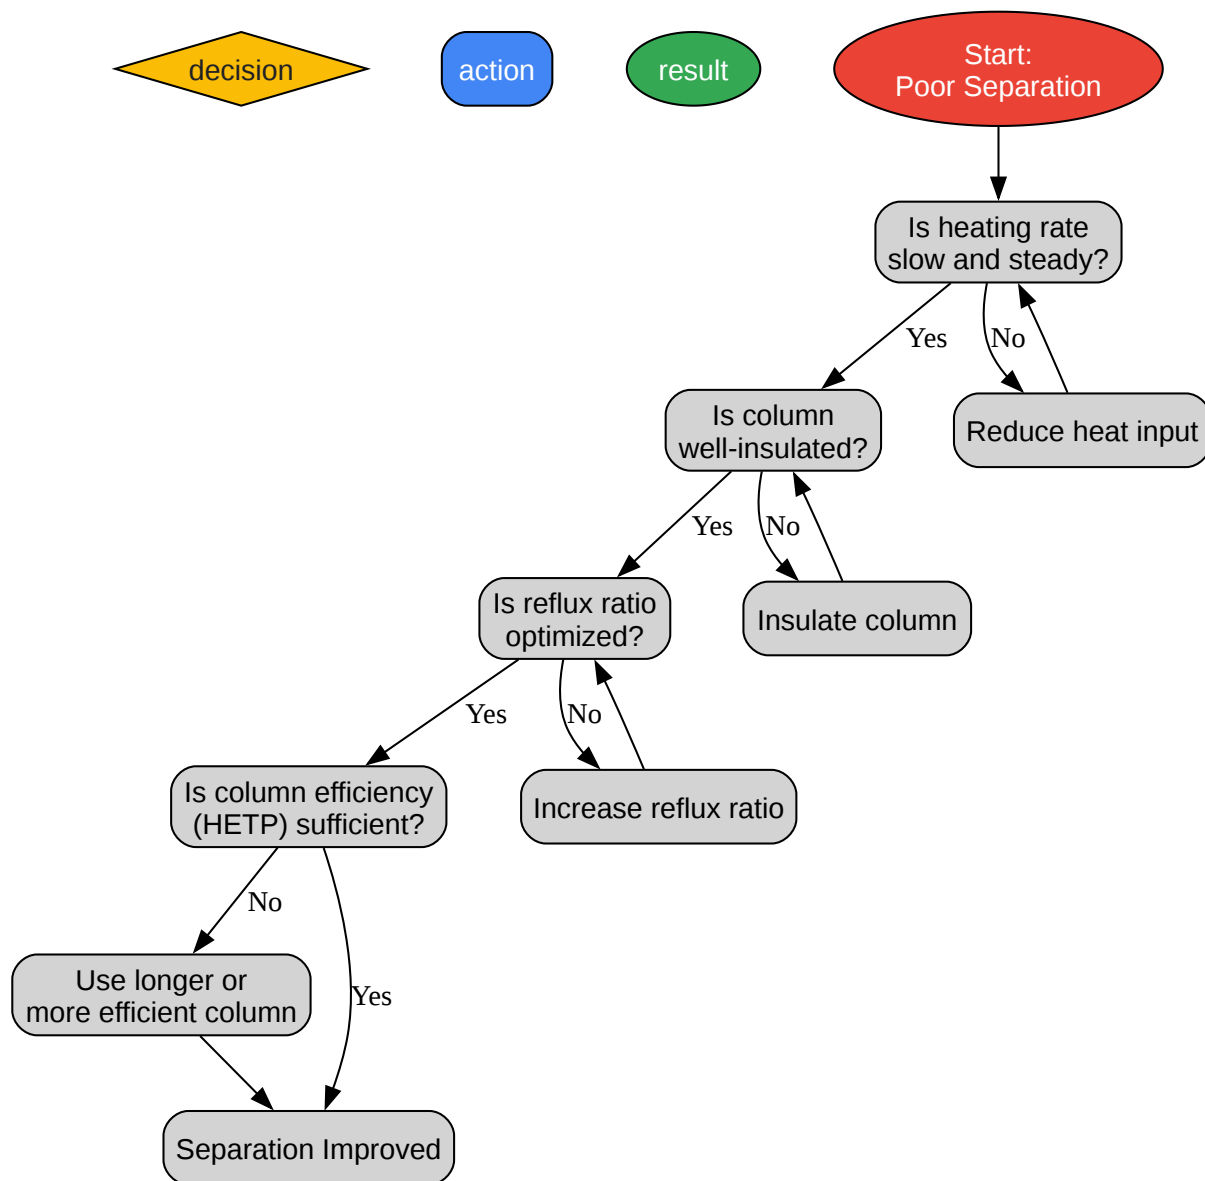 decision
action
result
Start:
Poor Separation
Is heating rate
slow and steady?
Yes
No
Is column
well-insulated?
Reduce heat input
Yes
No
Is reflux ratio
optimized?
Insulate column
Yes
No
Is column efficiency
(HETP) sufficient?
Increase reflux ratio
No
Use longer or
more efficient column
Yes
Separation Improved